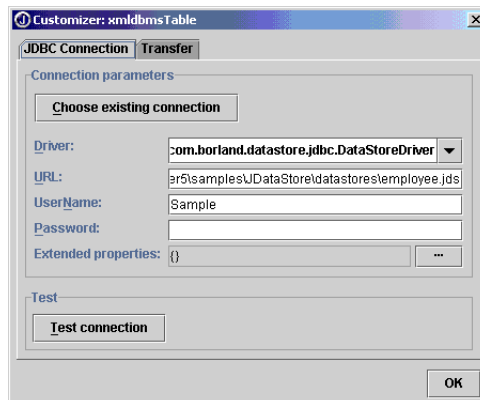 Customizer: xmldbmsTable
JDBC Connection Transfer
Connection parameters
Choose existing connection
Driver: com.borland.datastore.jdbc.DataStoreDriver
URL: er5\samples\JDataStore\datastores\employee.jds
UserName: Sample
Password:
Extended properties: {} ...
Test
Test connection
OK